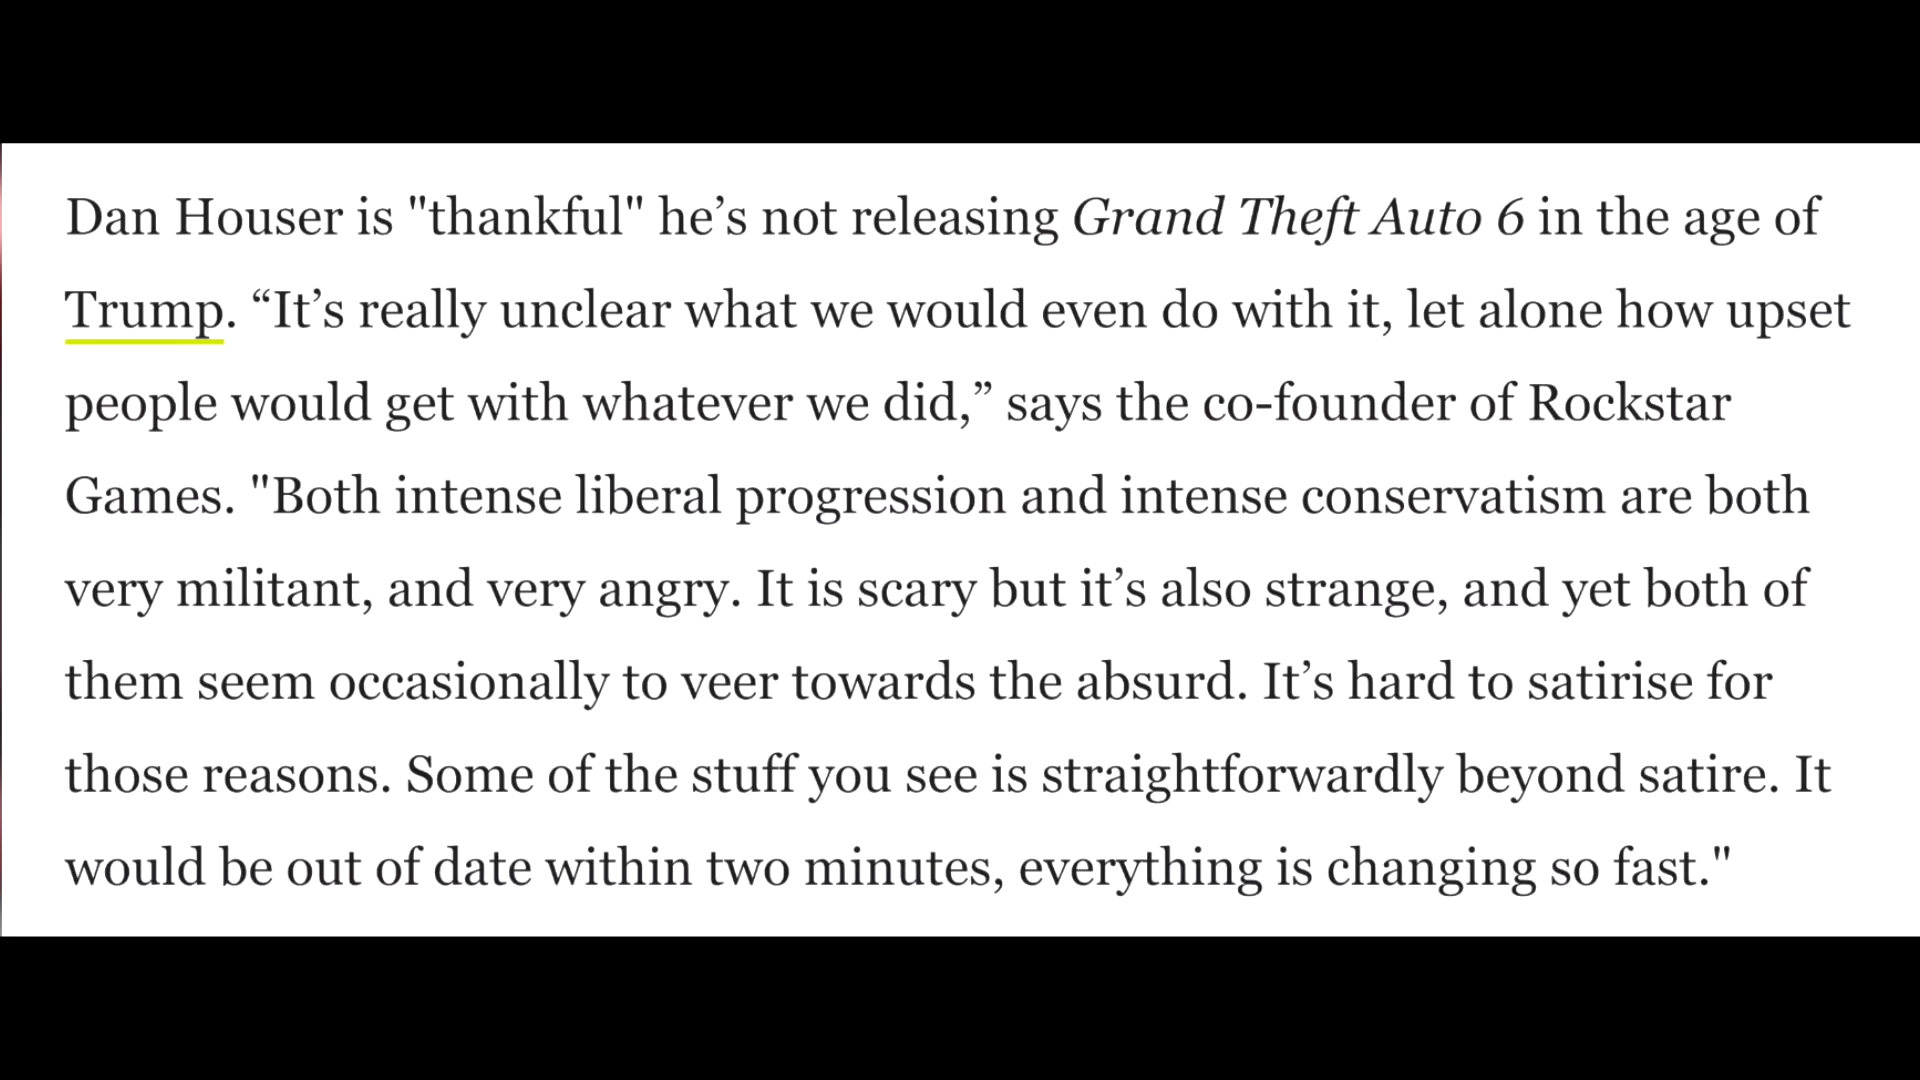 Dan Houser is "thankful" he’s not releasing Grand Theft Auto 6 in the age of
Trump. “It’s really unclear what we would even do with it, let alone how upset
people would get with whatever we did,” says the co-founder of Rockstar
Games. "Both intense liberal progression and intense conservatism are both
very militant, and very angry. It is scary but it’s also strange, and yet both of
them seem occasionally to veer towards the absurd. It’s hard to satirise for
those reasons. Some of the stuff you see is straightforwardly beyond satire. It
would be out of date within two minutes, everything is changing so fast."